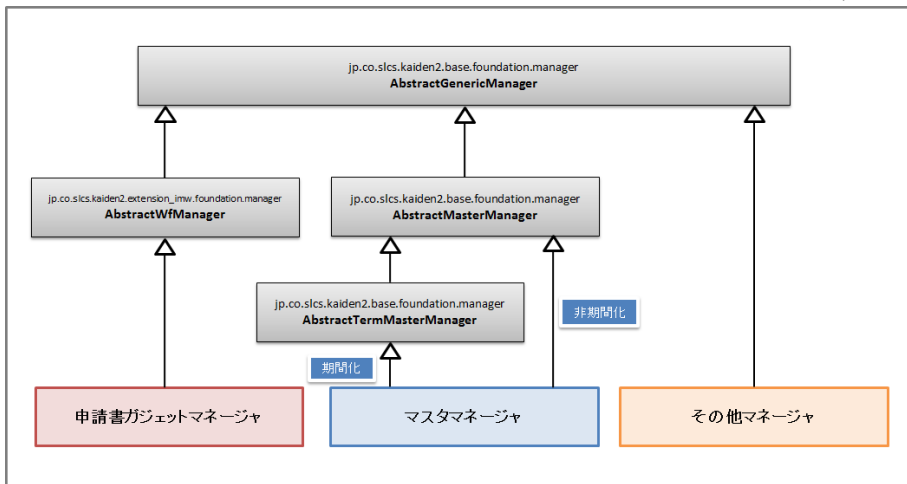 jp.co.slcs.kaiden2.base.foundation.manager
AbstractGenericManager
jp.co.slcs.kaiden2.extension_imw.foundation.manager
AbstractWfManager
jp.co.slcs.kaiden2.base.foundation.manager
AbstractMasterManager
jp.co.slcs.kaiden2.base.foundation.manager
AbstractTermMasterManager
非期間化
期間化
申請書ガジェットマネージャ
マスタマネージャ
その他マネージャ